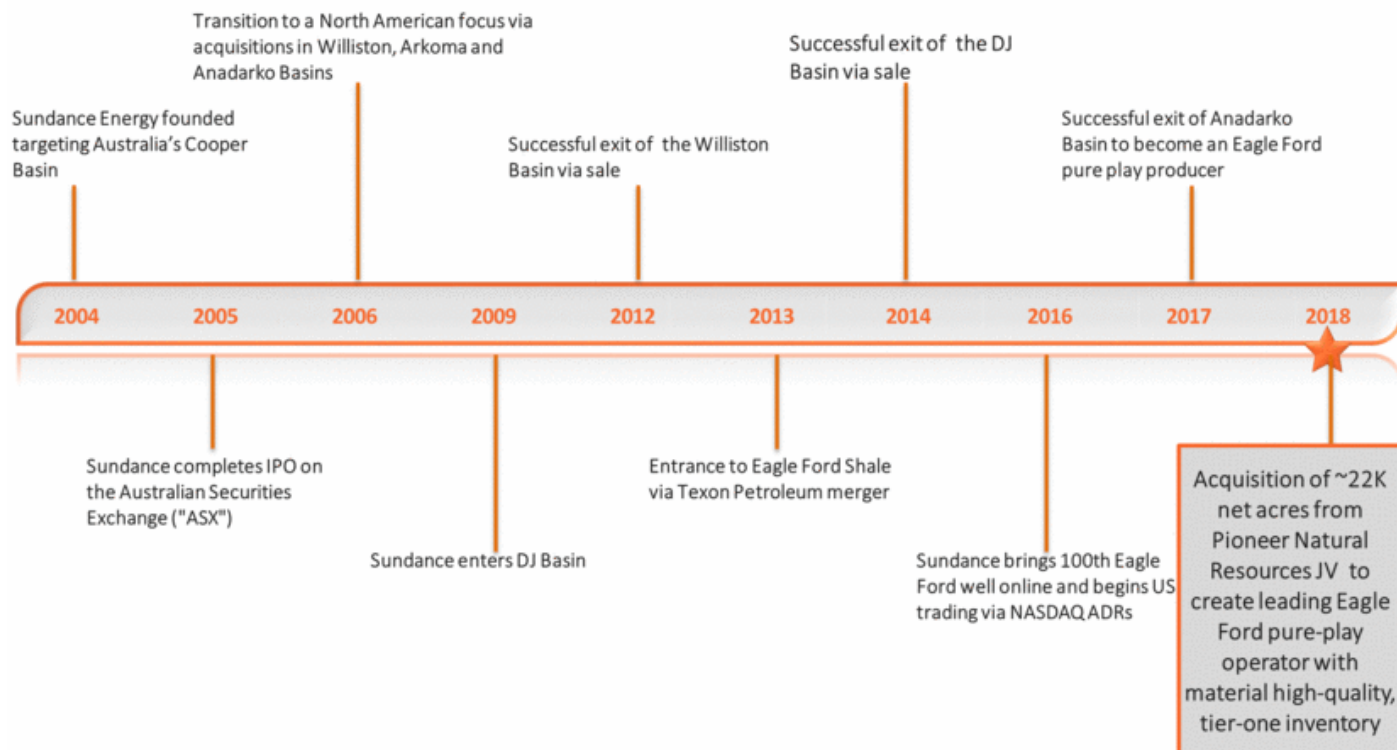 Transition to a North American focus via
acquisitions in Williston, Arkoma and
Anadarko Basins
Successful exit of the DJ
Basin via sale
Sundance Energy founded
targeting Australia's Cooper
Basin
Successful exit of the Williston
Basin via sale
Successful exit of Anadarko
Basin to become an Eagle Ford
pure play producer
2004 2005 2006 2009 2012 2013 2014 2016 2017 2018
Sundance completes IPO on
the Australian Securities
Exchange ("ASX")
Sundance enters DJ Basin
Entrance to Eagle Ford Shale
via Texon Petroleum merger
Sundance brings 100th Eagle
Ford well online and begins US
trading via NASDAQ ADRs
Acquisition of ~22K
net acres from
Pioneer Natural
Resources JV to
create leading Eagle
Ford pure-play
operator with
material high-quality,
tier-one inventory